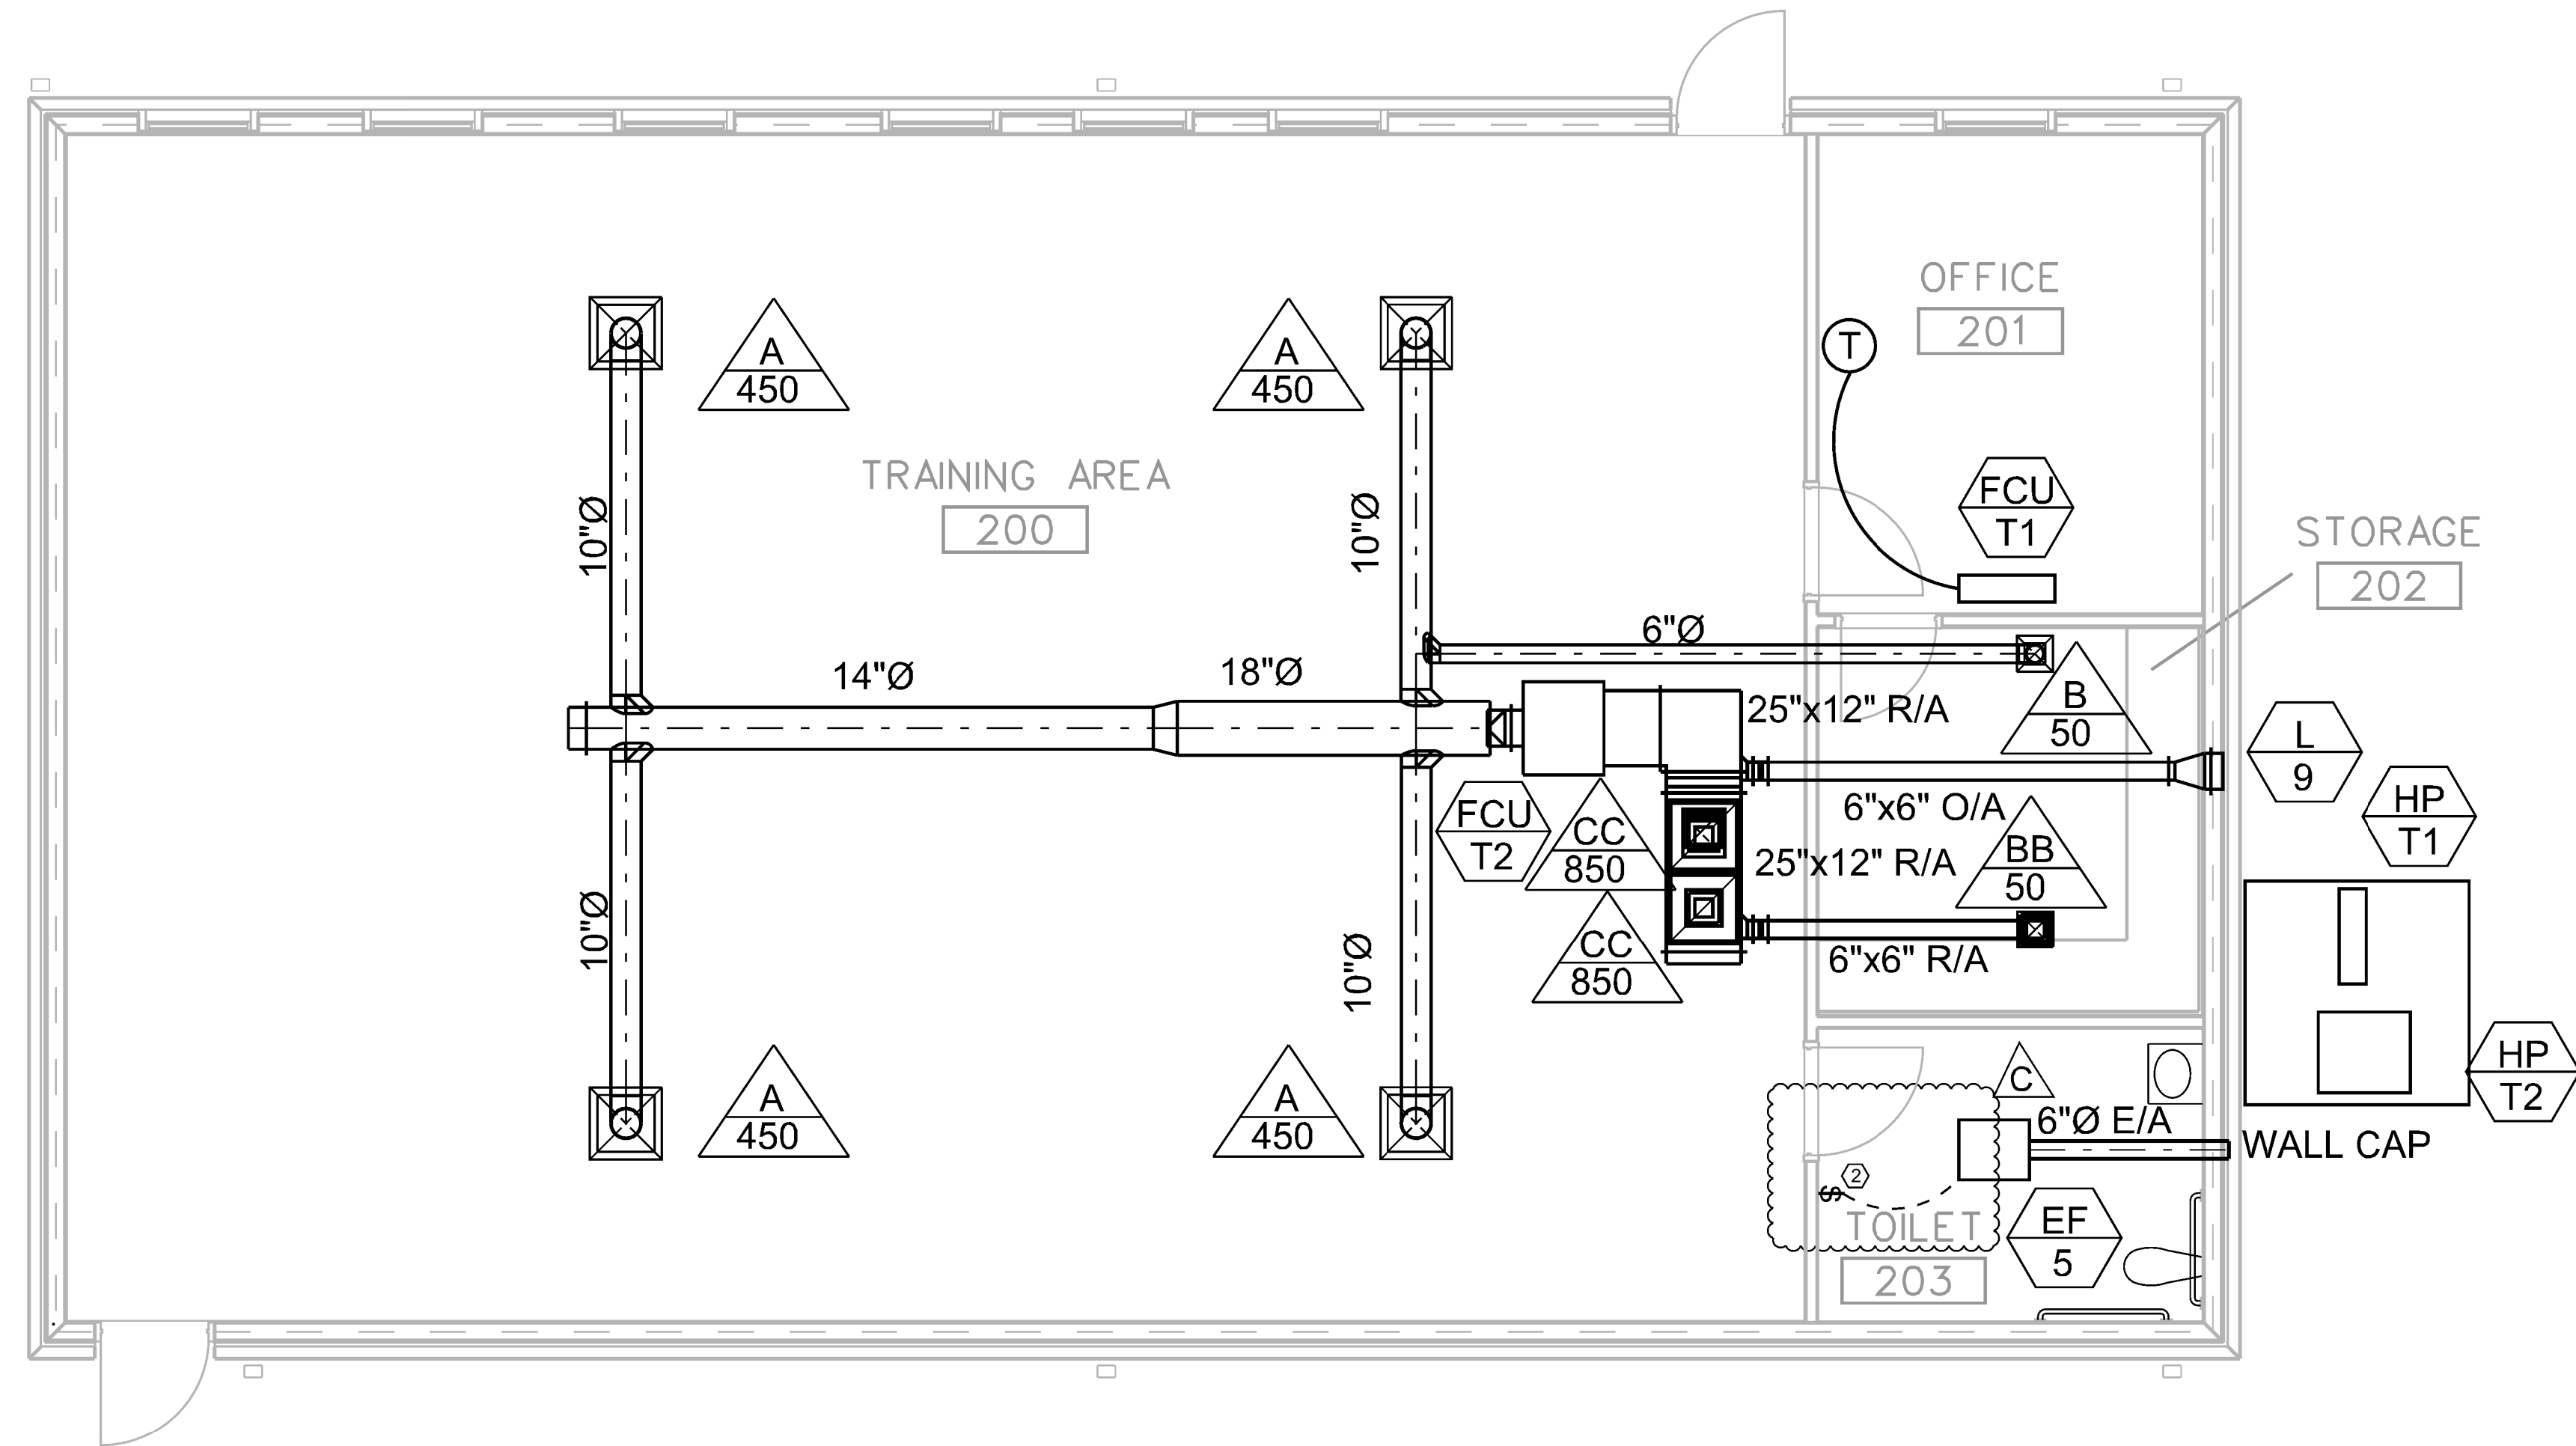 OFFICE
201
T
A
450
A
450
TRAINING AREA
200
FCU
T1
STORAGE
202
10"Ø
10"Ø
6"Ø
14"Ø
18"Ø
25"x12" R/A
B
50
L
9
6"x6" O/A
HP
T1
FCU
T2
CC
850
25"x12" R/A
BB
50
10"Ø
10"Ø
CC
850
6"x6" R/A
A
450
A
450
C
HP
T2
6"Ø E/A
WALL CAP
2
$
TOILET
203
EF
5